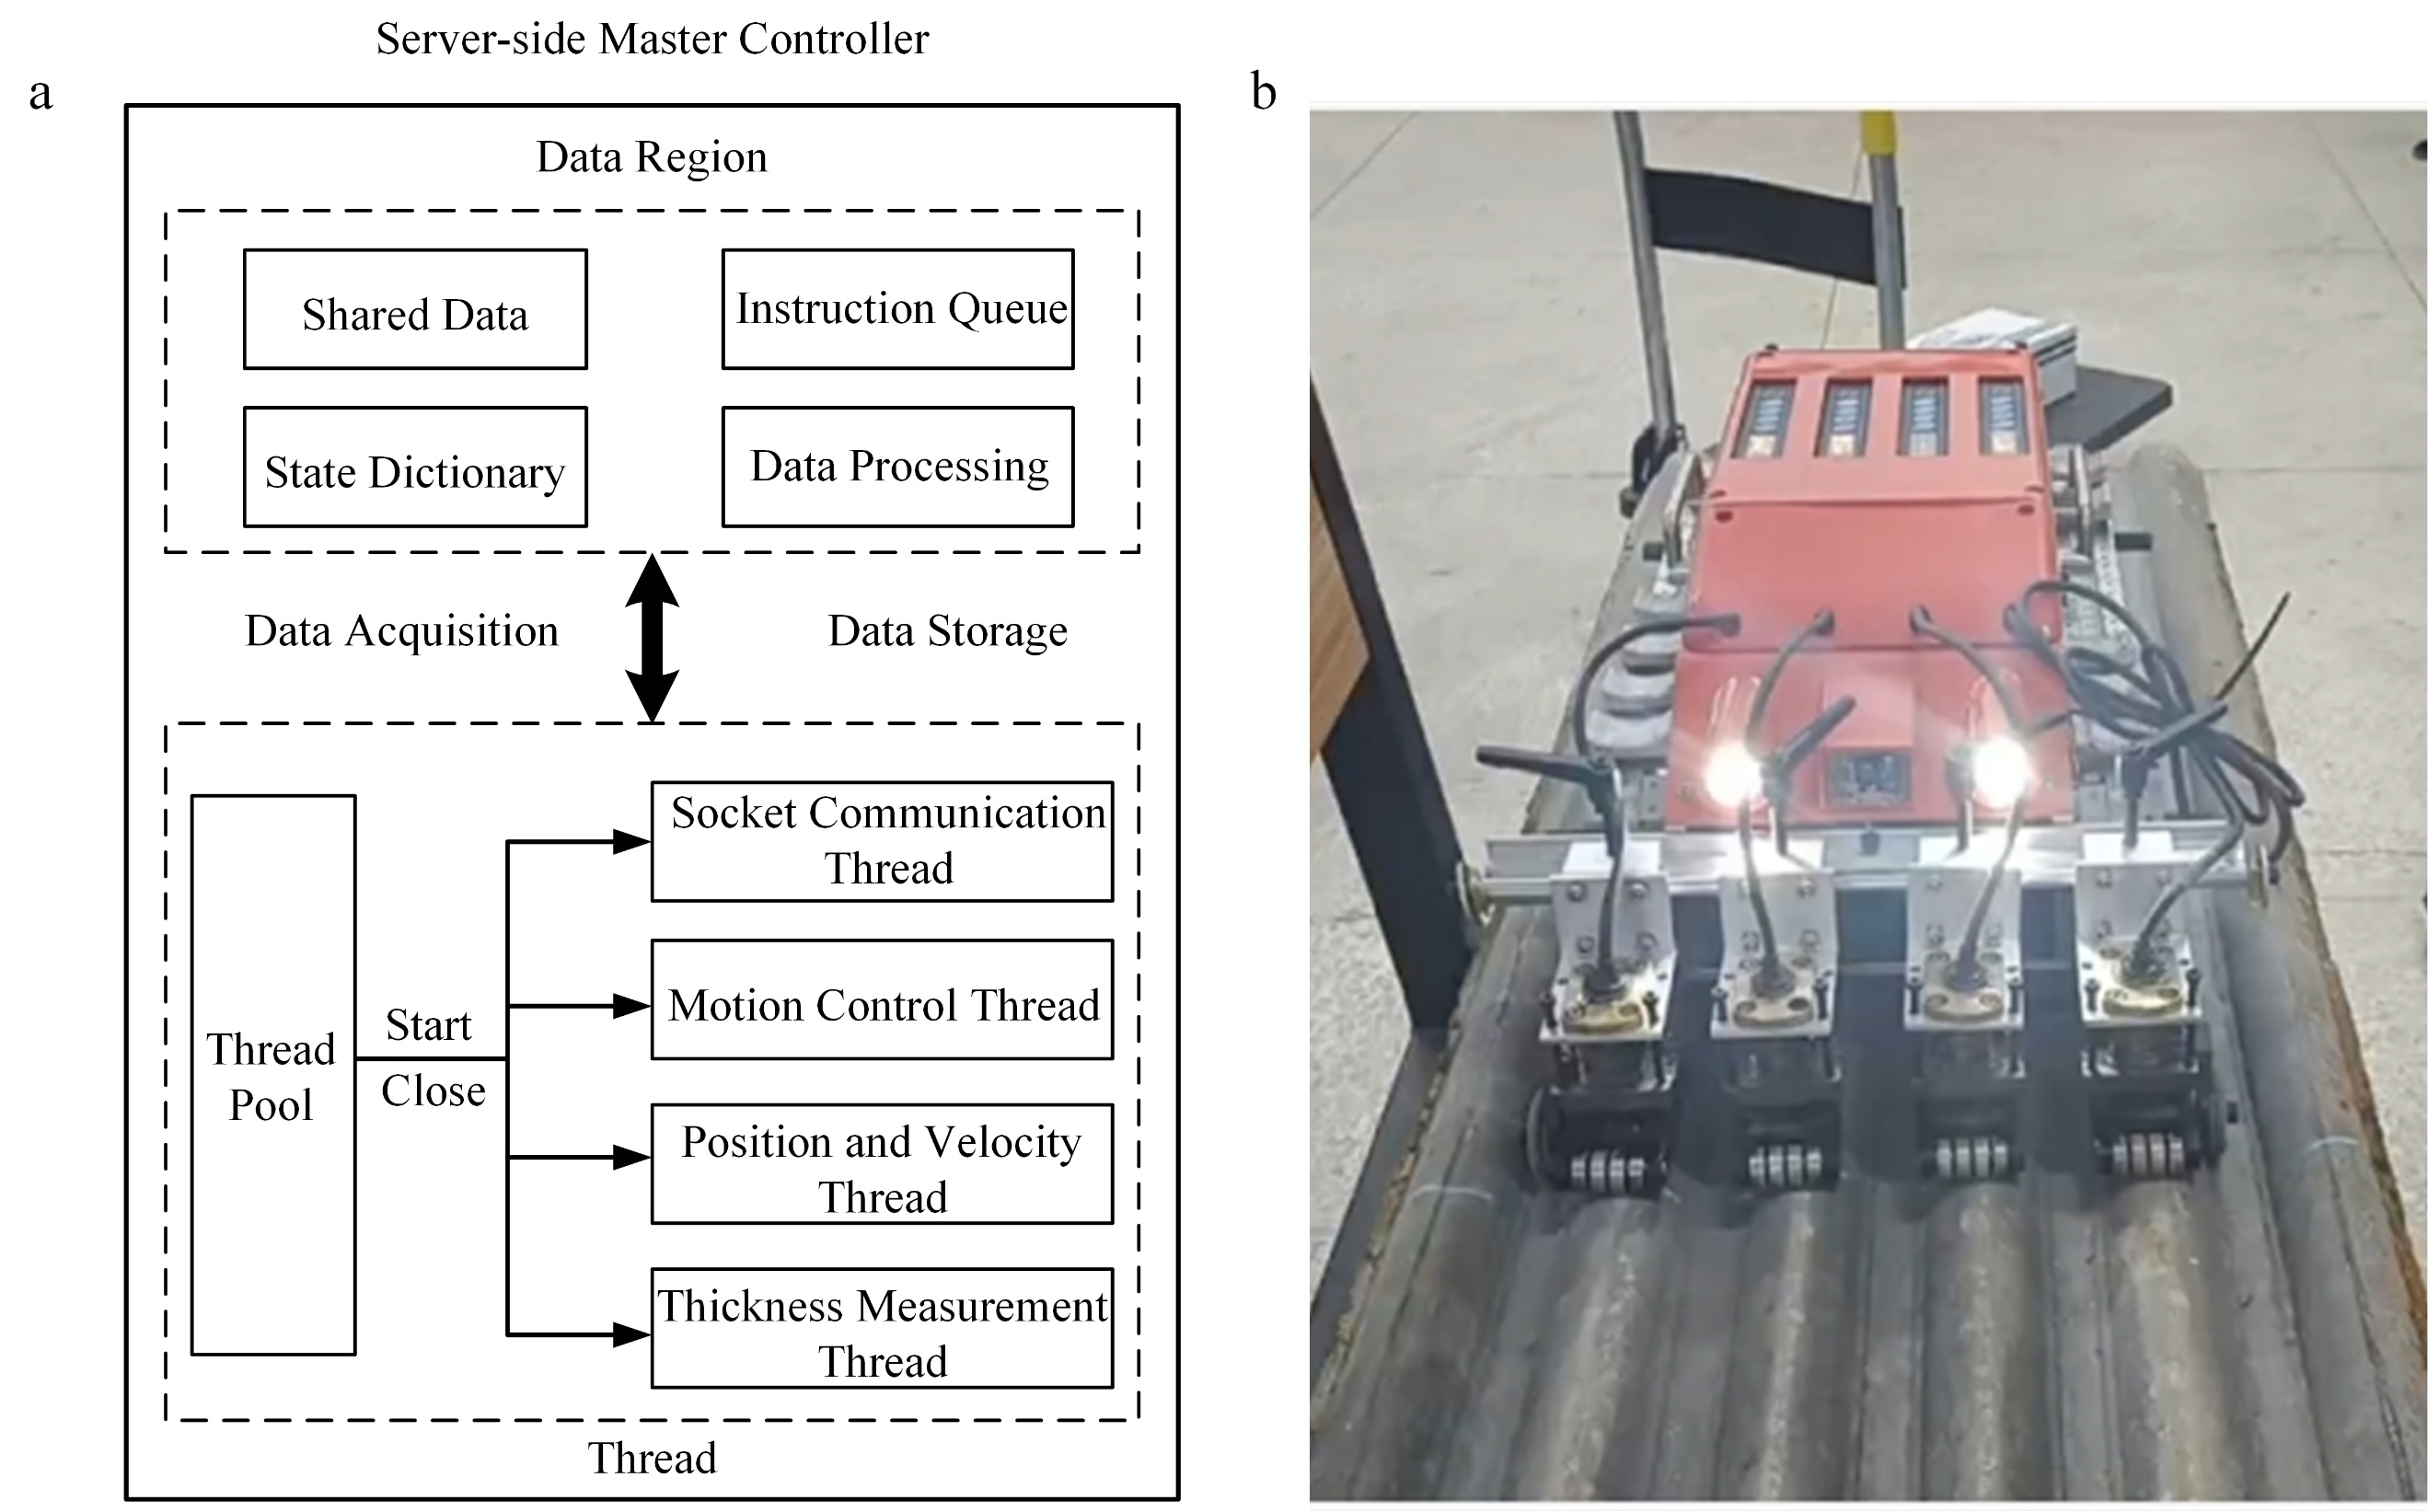 Server-side Master Controller
a
Data Region
Shared Data
Instruction Queue
State Dictionary
Data Processing
Data Acquisition
Data Storage
Thread
Pool
Start
Close
Socket Communication
Thread
Motion Control Thread
Position and Velocity
Thread
Thickness Measurement
Thread
Thread
b